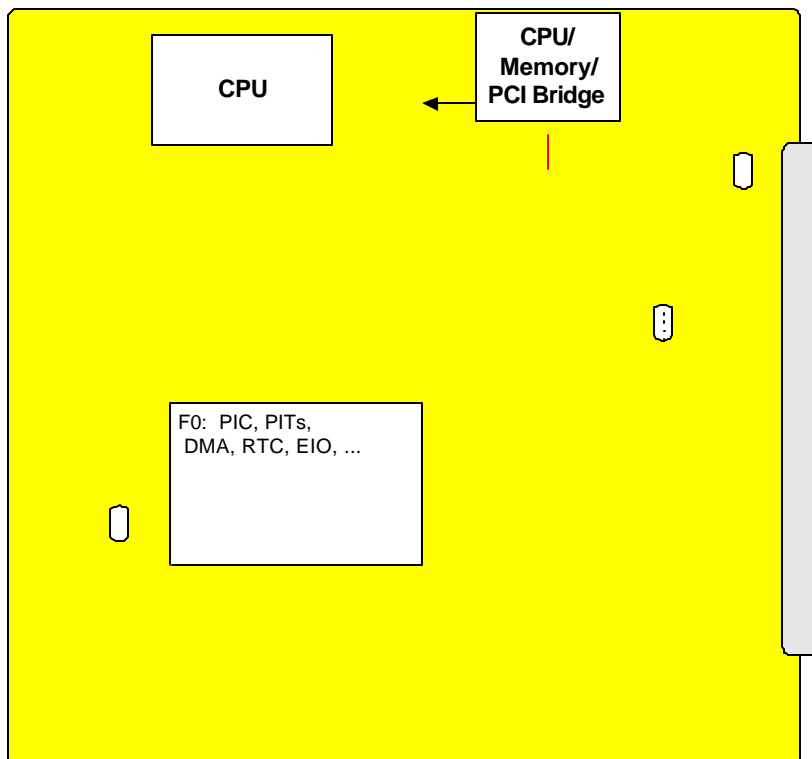 CPU
CPU/
Memory/
PCI Bridge
F0: PIC, PITs,
DMA, RTC, EIO, ...